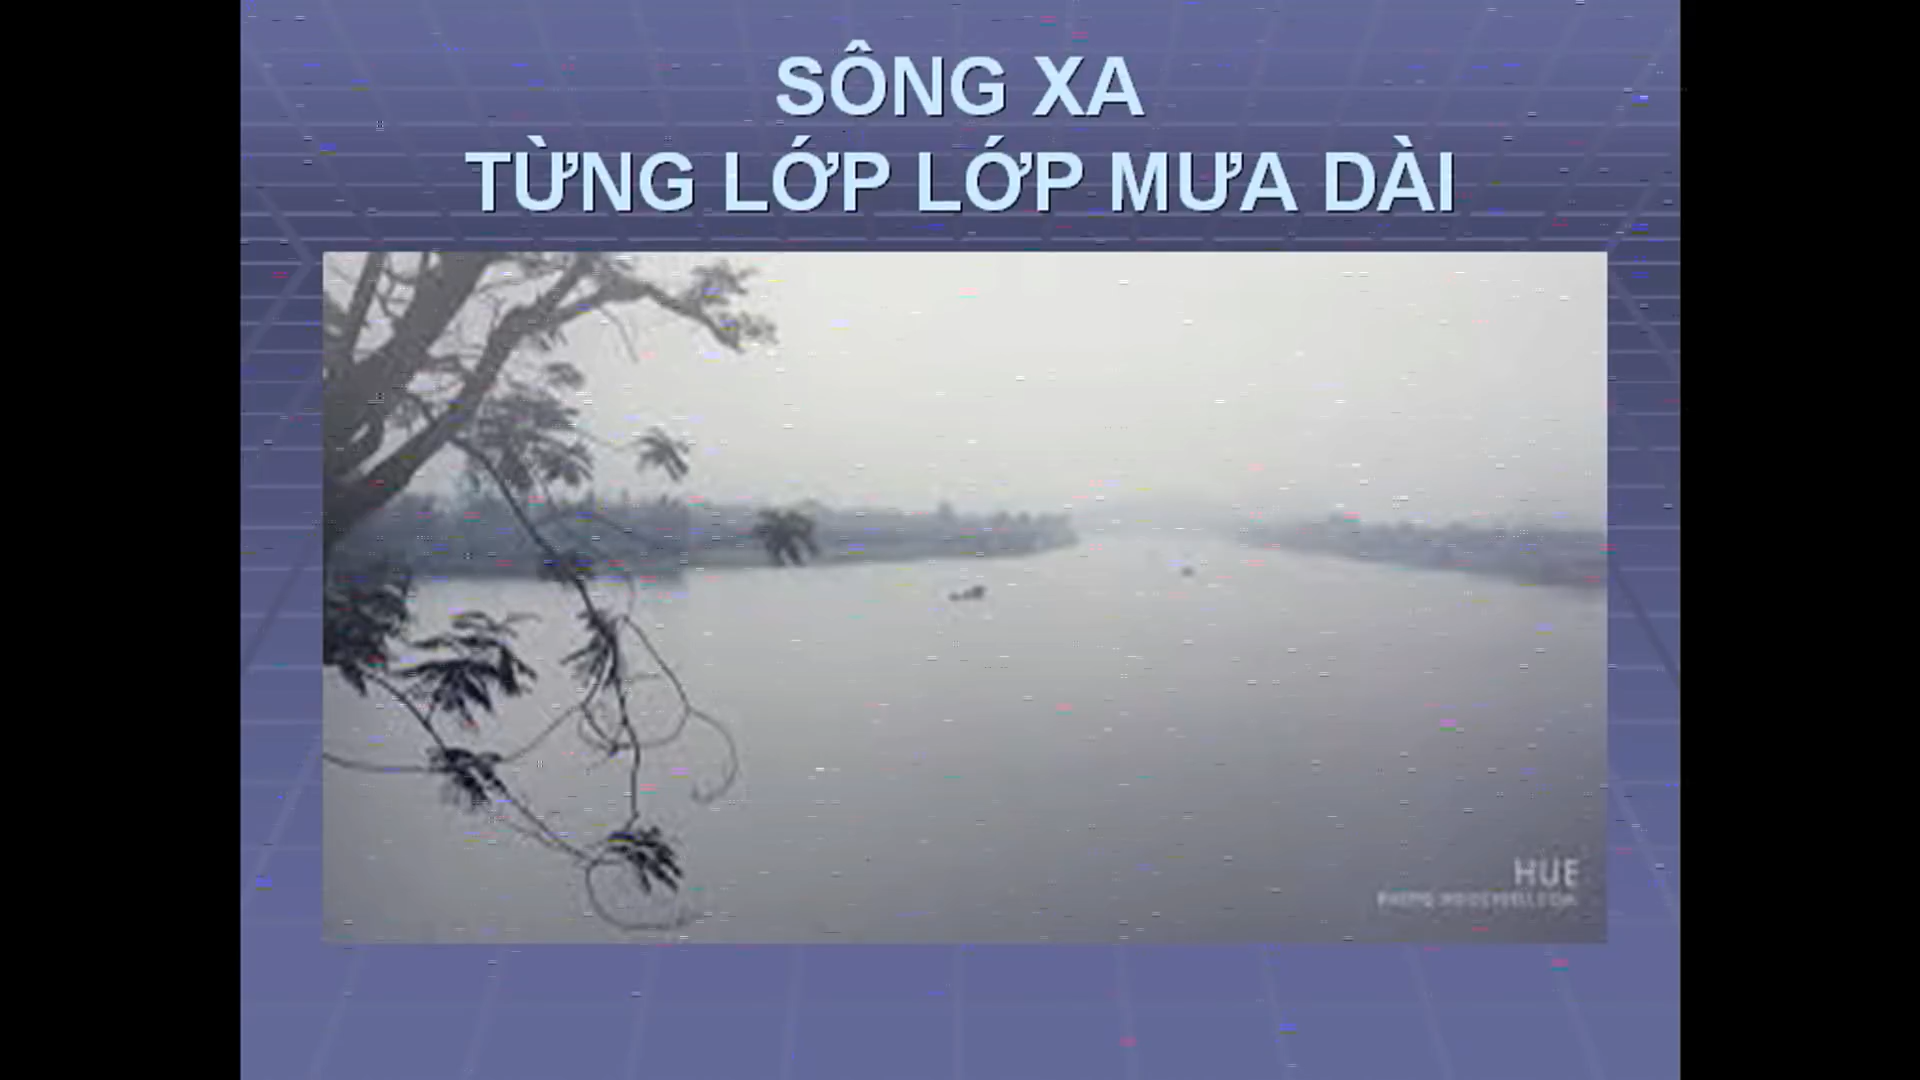 SÔNG XA
TỪNG LỚP LỚP MƯA DÀI
HUE